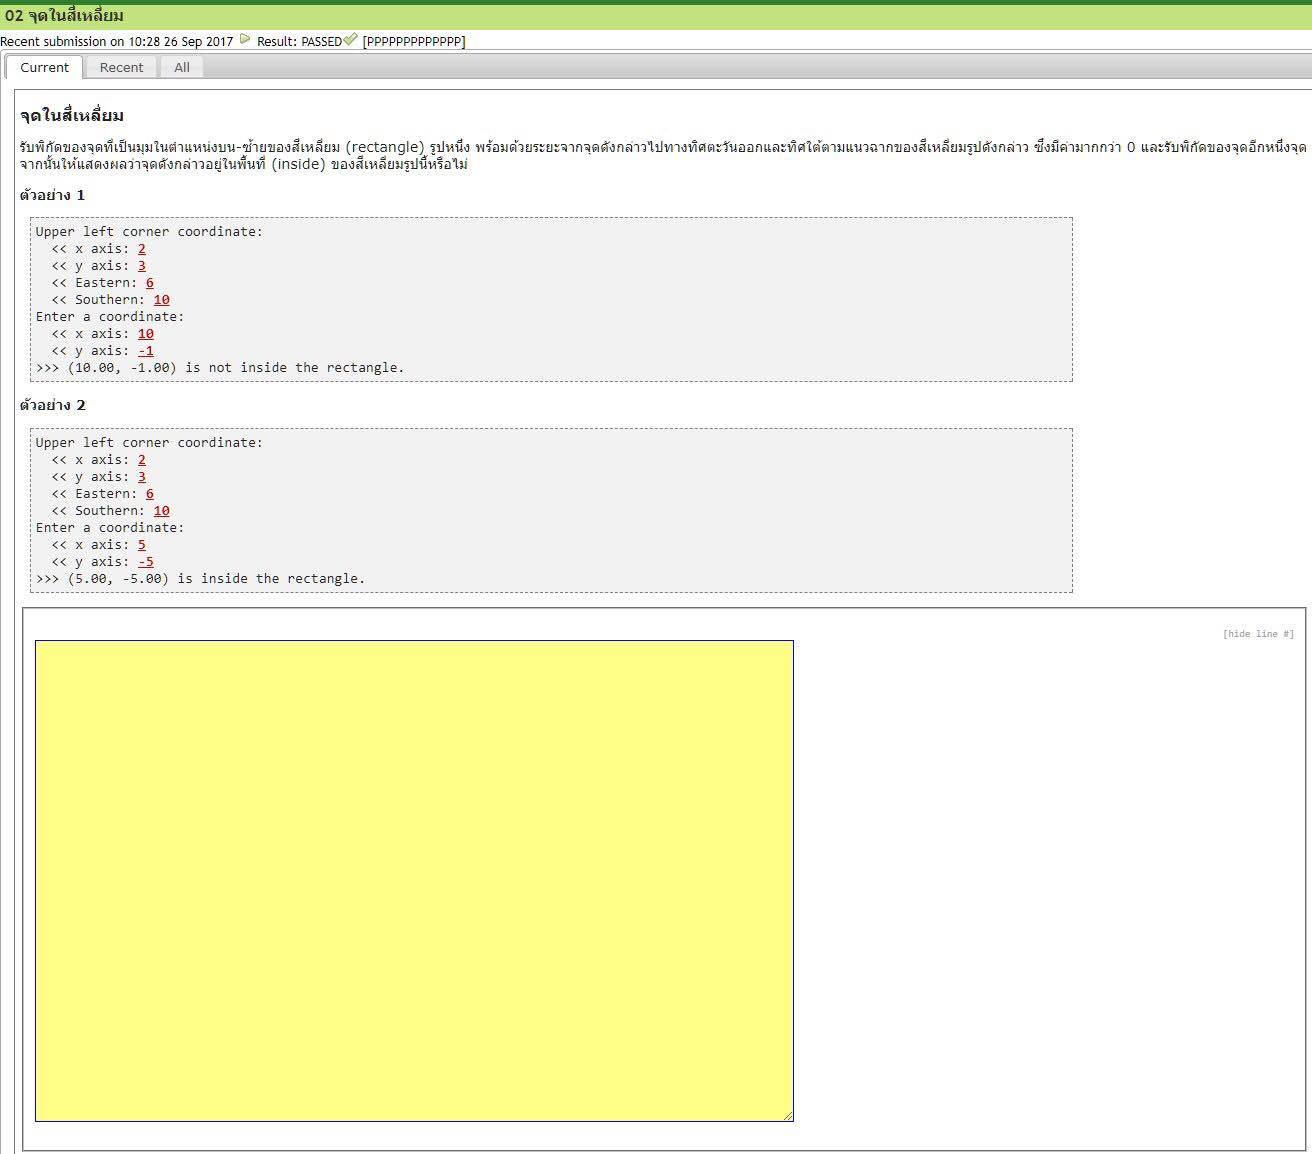 02 จุดในสี่เหลี่ยม
Recent submission on 10:28 26 Sep 2017 Result: PASSED [PPPPPPPPPPPPP]
Current Recent All
จุดในสี่เหลี่ยม
รับพิกัดของจุดที่เป็นมุมในตำแหน่งบน-ซ้ายของสี่เหลี่ยม (rectangle) รูปหนึ่ง พร้อมด้วยระยะจากจุดดังกล่าวไปทางทิศตะวันออกและทิศใต้ตามแนวฉากของสี่เหลี่ยมรูปดังกล่าว ซึ่งมีค่ามากกว่า 0 และรับพิกัดของจุดอีกหนึ่งจุด
จากนั้นให้แสดงผลว่าจุดดังกล่าวอยู่ในพื้นที่ (inside) ของสี่เหลี่ยมรูปนี้หรือไม่
ตัวอย่าง 1
Upper left corner coordinate:
<< x axis: 2
<< y axis: 3
<< Eastern: 6
<< Southern: 10
Enter a coordinate:
<< x axis: 10
<< y axis: -1
>>> (10.00, -1.00) is not inside the rectangle.
ตัวอย่าง 2
Upper left corner coordinate:
<< x axis: 2
<< y axis: 3
<< Eastern: 6
<< Southern: 10
Enter a coordinate:
<< x axis: 5
<< y axis: -5
>>> (5.00, -5.00) is inside the rectangle.
[hide line #]